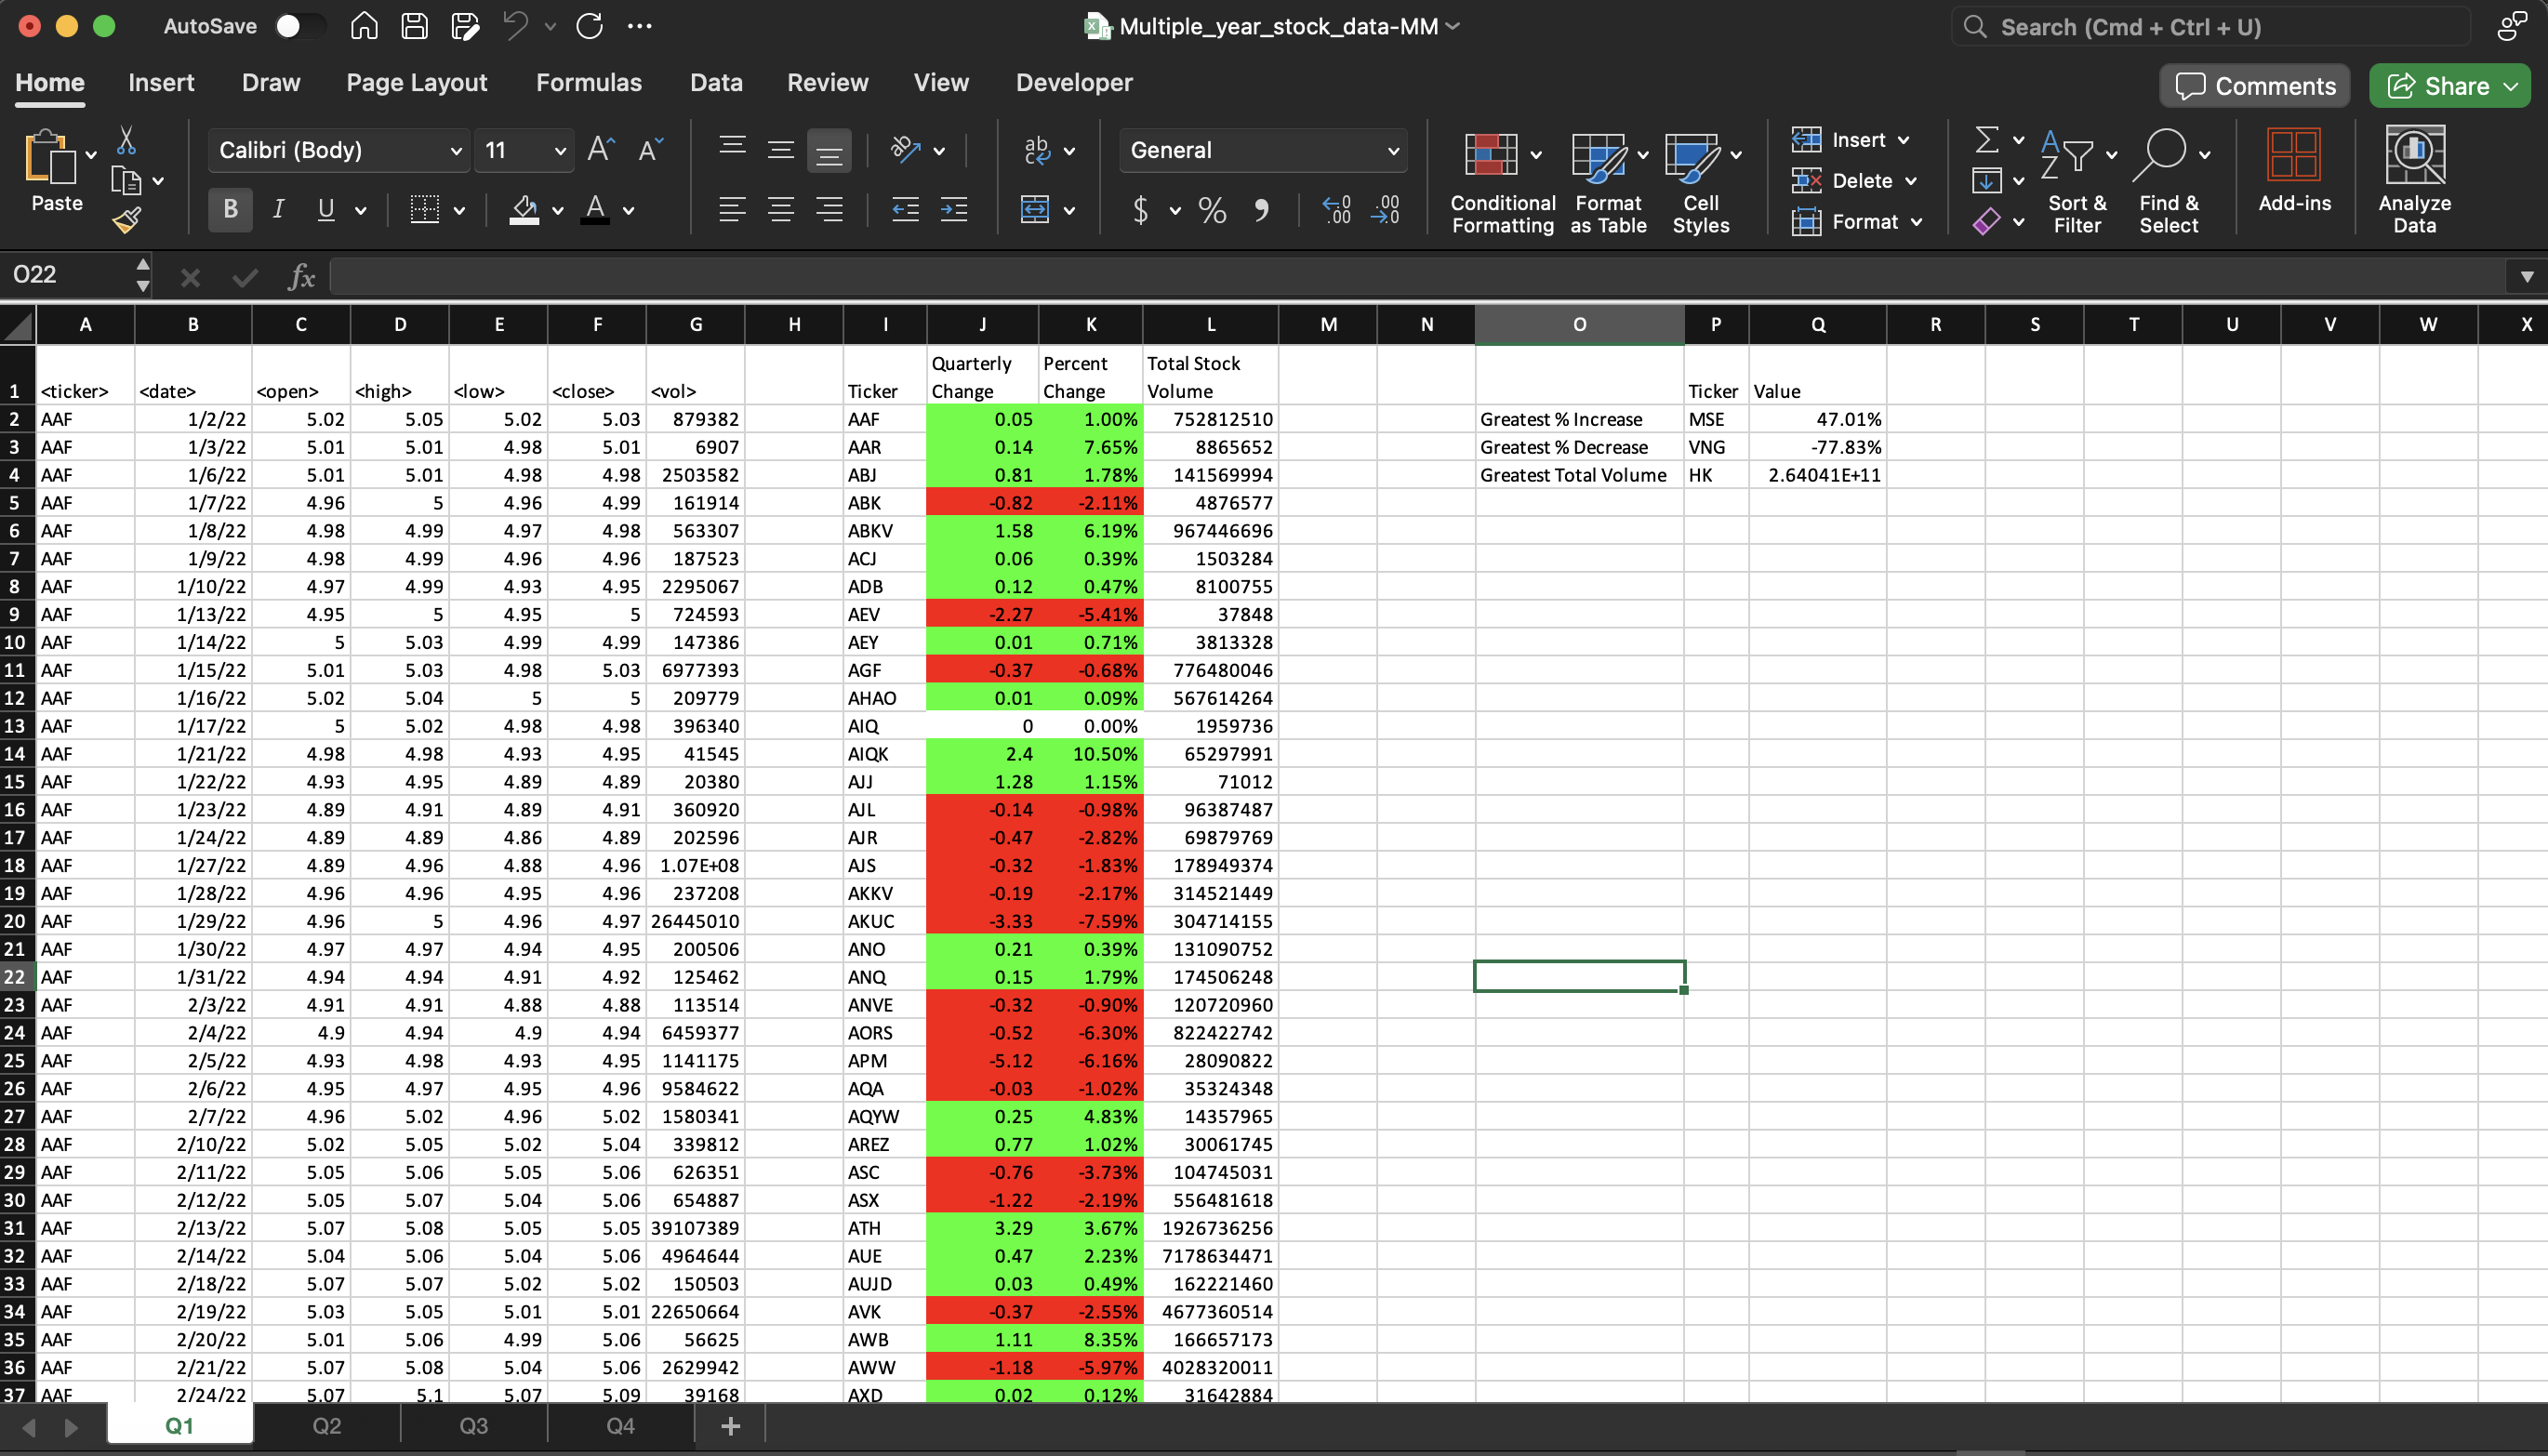 AutoSave
Multiple_year_stock_data-MM
Search (Cmd + Ctrl + U)
Home Insert Draw Page Layout Formulas Data Review View Developer
Comments Share
Paste
Calibri (Body) 11
B I U
General
Conditional Formatting
Format as Table
Cell Styles
Insert
Delete
Format
Sort & Filter
Find & Select
Add-ins
Analyze Data
O22
fx
A B C D E F G H I J K L M N O P Q R S T U V W X
1 <ticker> <date> <open> <high> <low> <close> <vol> Ticker Quarterly Change Percent Change Total Stock Volume Ticker Value
2 AAF 1/2/22 5.02 5.05 5.02 5.03 879382 AAF 0.05 1.00% 752812510 Greatest % Increase MSE 47.01%
3 AAF 1/3/22 5.01 5.01 4.98 5.01 6907 AAR 0.14 7.65% 8865652 Greatest % Decrease VNG -77.83%
4 AAF 1/6/22 5.01 5.01 4.98 4.98 2503582 ABJ 0.81 1.78% 141569994 Greatest Total Volume HK 2.64041E+11
5 AAF 1/7/22 4.96 5 4.96 4.99 161914 ABK -0.82 -2.11% 4876577
6 AAF 1/8/22 4.98 4.99 4.97 4.98 563307 ABKV 1.58 6.19% 967446696
7 AAF 1/9/22 4.98 4.99 4.96 4.96 187523 ACJ 0.06 0.39% 1503284
8 AAF 1/10/22 4.97 4.99 4.93 4.95 2295067 ADB 0.12 0.47% 8100755
9 AAF 1/13/22 4.95 5 4.95 5 724593 AEV -2.27 -5.41% 37848
10 AAF 1/14/22 5 5.03 4.99 4.99 147386 AEY 0.01 0.71% 3813328
11 AAF 1/15/22 5.01 5.03 4.98 5.03 6977393 AGF -0.37 -0.68% 776480046
12 AAF 1/16/22 5.02 5.04 5 5 209779 AHAO 0.01 0.09% 567614264
13 AAF 1/17/22 5 5.02 4.98 4.98 396340 AIQ 0 0.00% 1959736
14 AAF 1/21/22 4.98 4.98 4.93 4.95 41545 AIQK 2.4 10.50% 65297991
15 AAF 1/22/22 4.93 4.95 4.89 4.89 20380 AJJ 1.28 1.15% 71012
16 AAF 1/23/22 4.89 4.91 4.89 4.91 360920 AJL -0.14 -0.98% 96387487
17 AAF 1/24/22 4.89 4.89 4.86 4.89 202596 AJR -0.47 -2.82% 69879769
18 AAF 1/27/22 4.89 4.96 4.88 4.96 1.07E+08 AJS -0.32 -1.83% 178949374
19 AAF 1/28/22 4.96 4.96 4.95 4.96 237208 AKKV -0.19 -2.17% 314521449
20 AAF 1/29/22 4.96 5 4.96 4.97 26445010 AKUC -3.33 -7.59% 304714155
21 AAF 1/30/22 4.97 4.97 4.94 4.95 200506 ANO 0.21 0.39% 131090752
22 AAF 1/31/22 4.94 4.94 4.91 4.92 125462 ANQ 0.15 1.79% 174506248
23 AAF 2/3/22 4.91 4.91 4.88 4.88 113514 ANVE -0.32 -0.90% 120720960
24 AAF 2/4/22 4.9 4.94 4.9 4.94 6459377 AORS -0.52 -6.30% 822422742
25 AAF 2/5/22 4.93 4.98 4.93 4.95 1141175 APM -5.12 -6.16% 28090822
26 AAF 2/6/22 4.95 4.97 4.95 4.96 9584622 AQA -0.03 -1.02% 35324348
27 AAF 2/7/22 4.96 5.02 4.96 5.02 1580341 AQYW 0.25 4.83% 14357965
28 AAF 2/10/22 5.02 5.05 5.02 5.04 339812 AREZ 0.77 1.02% 30061745
29 AAF 2/11/22 5.05 5.06 5.05 5.06 626351 ASC -0.76 -3.73% 104745031
30 AAF 2/12/22 5.05 5.07 5.04 5.06 654887 ASX -1.22 -2.19% 556481618
31 AAF 2/13/22 5.07 5.08 5.05 5.05 39107389 ATH 3.29 3.67% 1926736256
32 AAF 2/14/22 5.04 5.06 5.04 5.06 4964644 AUE 0.47 2.23% 7178634471
33 AAF 2/18/22 5.07 5.07 5.02 5.02 150503 AUJD 0.03 0.49% 162221460
34 AAF 2/19/22 5.03 5.05 5.01 5.01 22650664 AVK -0.37 -2.55% 4677360514
35 AAF 2/20/22 5.01 5.06 4.99 5.06 56625 AWB 1.11 8.35% 166657173
36 AAF 2/21/22 5.07 5.08 5.04 5.06 2629942 AWW -1.18 -5.97% 4028320011
37 AAF 2/24/22 5.07 5.1 5.07 5.09 39168 AXD 0.02 0.12% 31642884
Q1 Q2 Q3 Q4